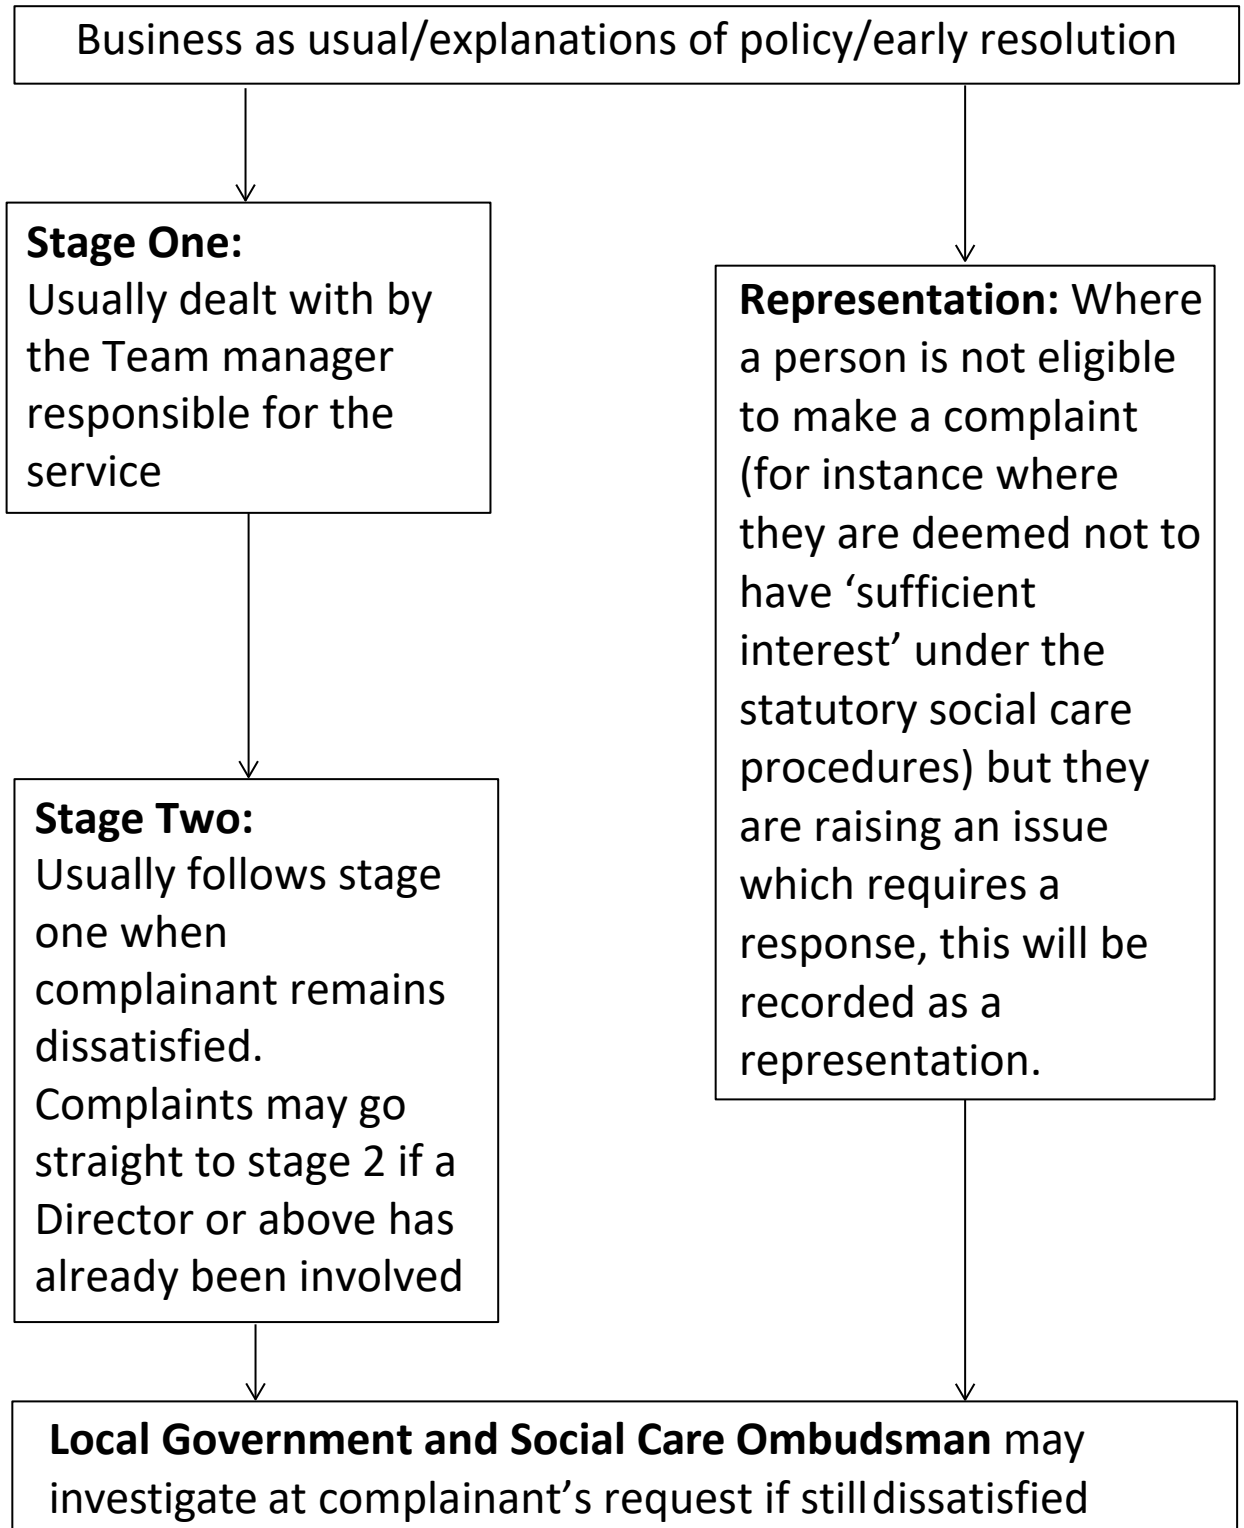 Business as usual/explanations of policy/early resolution
Stage One:
Usually dealt with by
the Team manager
responsible for the
service
Stage Two:
Usually follows stage
one when
complainant remains
dissatisfied.
Complaints may go
straight to stage 2 if a
Director or above has
already been involved
Representation: Where
a person is not eligible
to make a complaint
(for instance where
they are deemed not to
have ‘sufficient
interest’ under the
statutory social care
procedures) but they
are raising an issue
which requires a
response, this will be
recorded as a
representation.
Local Government and Social Care Ombudsman may
investigate at complainant’s request if still dissatisfied